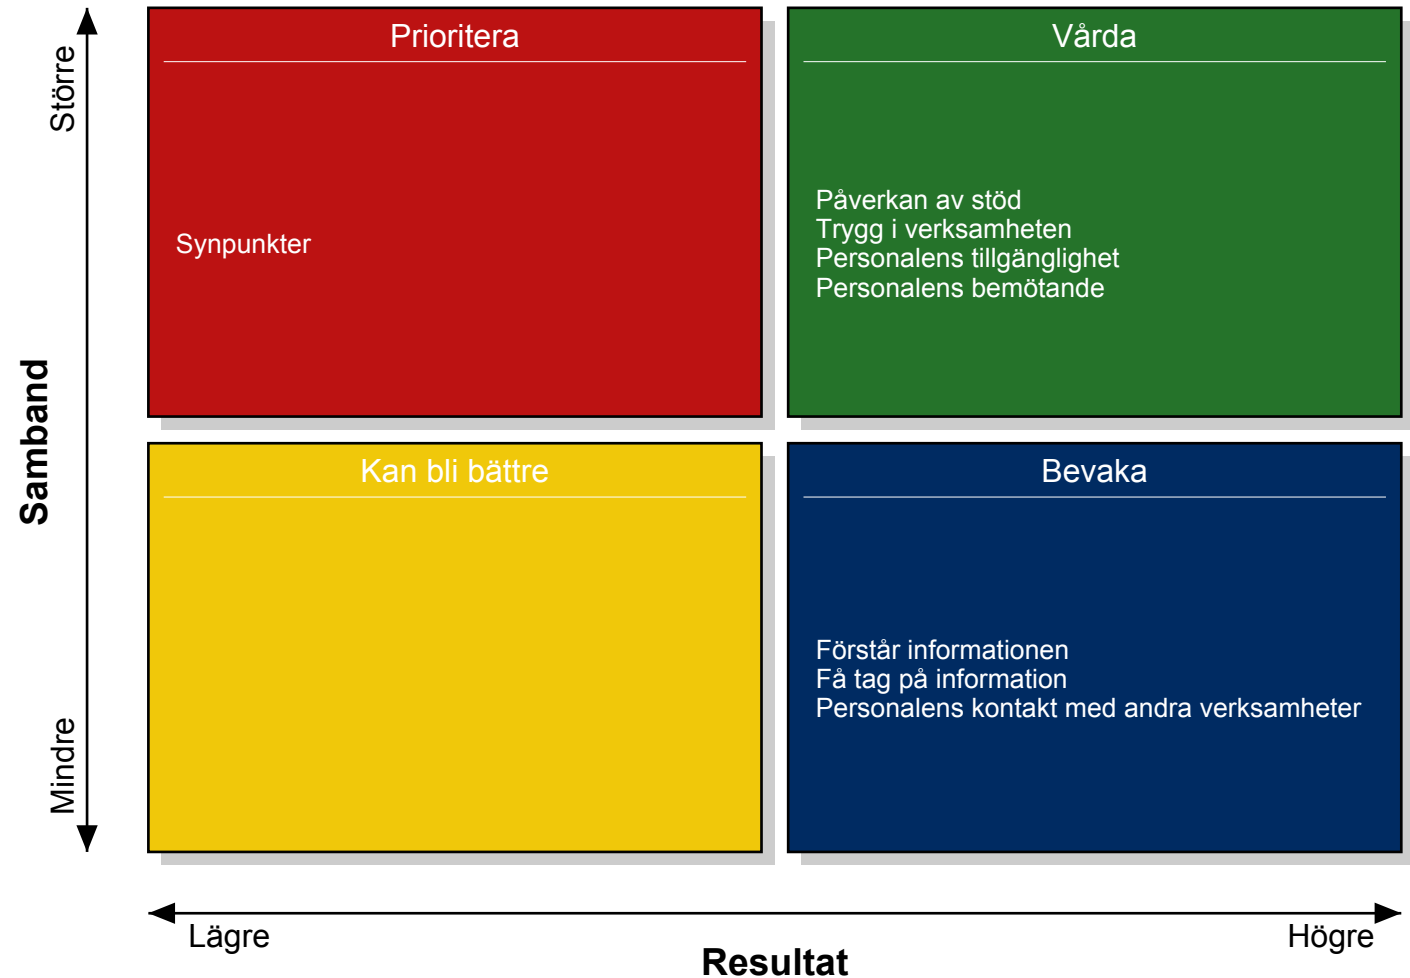 Större
Samband
Mindre
Prioritera
Synpunkter
Vårda
Påverkan av stöd
Trygg i verksamheten
Personalens tillgänglighet
Personalens bemötande
Kan bli bättre
Bevaka
Förstår informationen
Få tag på information
Personalens kontakt med andra verksamheter
Lägre
Högre
Resultat